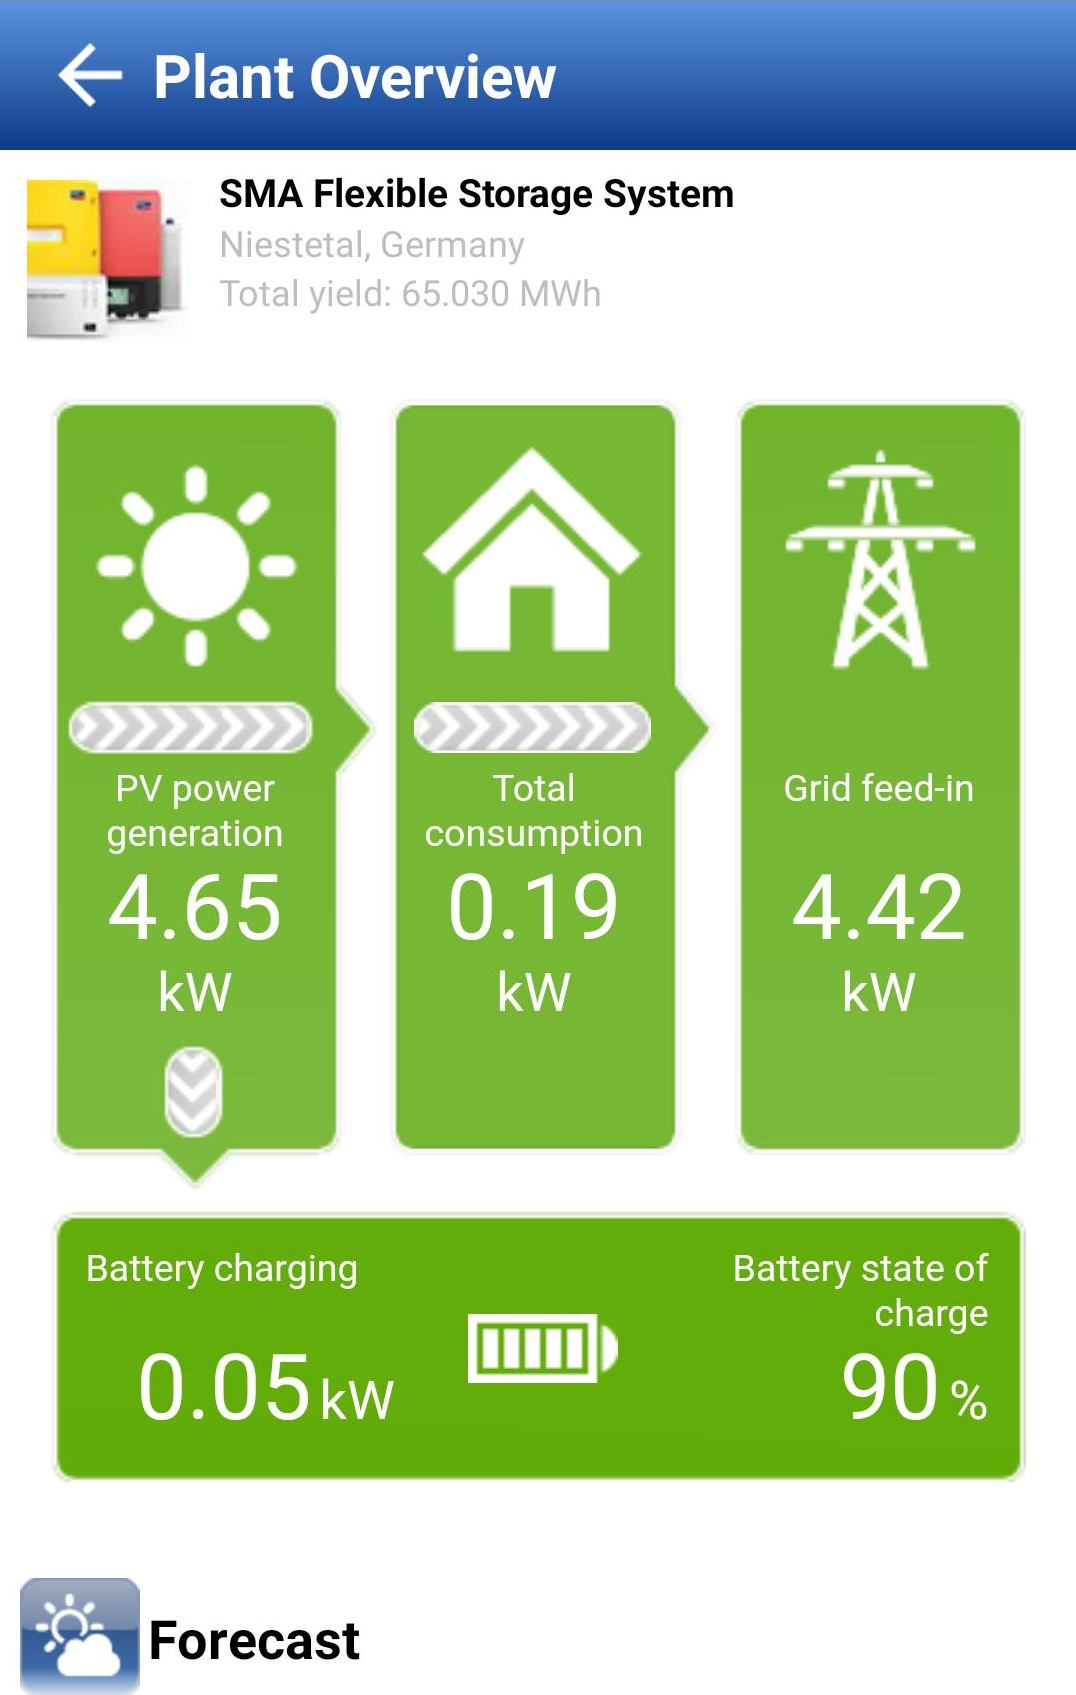 Plant Overview
SMA Flexible Storage System
Niestetal, Germany
Total yield: 65.030 MWh
PV power
generation
4.65
kW
Total
consumption
0.19
kW
Grid feed-in
4.42
kW
Battery charging
0.05 kW
Battery state of
charge
90 %
Forecast